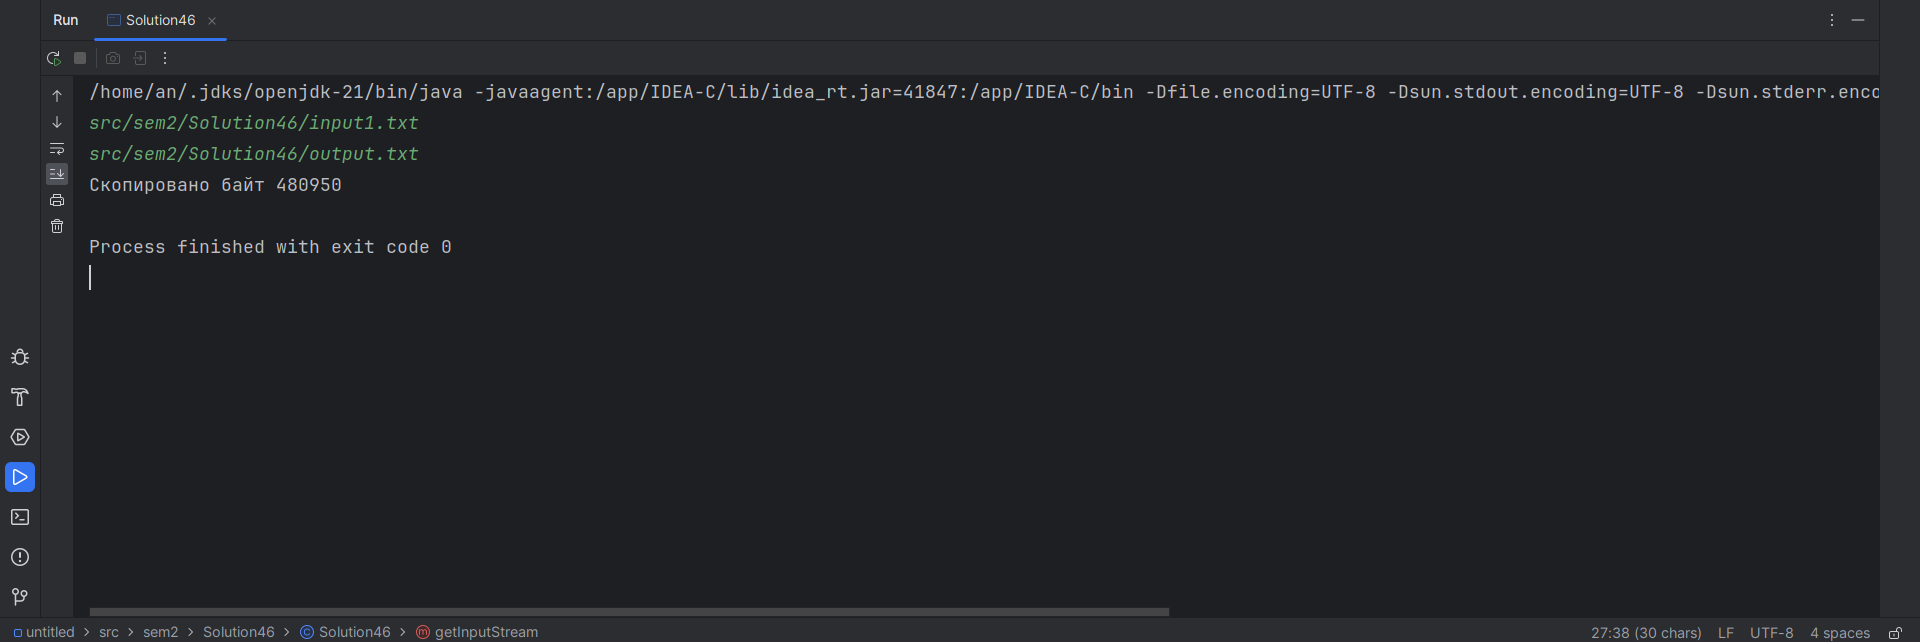 Run Solution46
/home/an/.jdks/openjdk-21/bin/java -javaagent:/app/IDEA-C/lib/idea_rt.jar=41847:/app/IDEA-C/bin -Dfile.encoding=UTF-8 -Dsun.stdout.encoding=UTF-8 -Dsun.stderr.enco
src/sem2/Solution46/input1.txt
src/sem2/Solution46/output.txt
Скопировано байт 480950
Process finished with exit code 0
untitled > src > sem2 > Solution46 > Solution46 > getInputStream 27:38 (30 chars) LF UTF-8 4 spaces